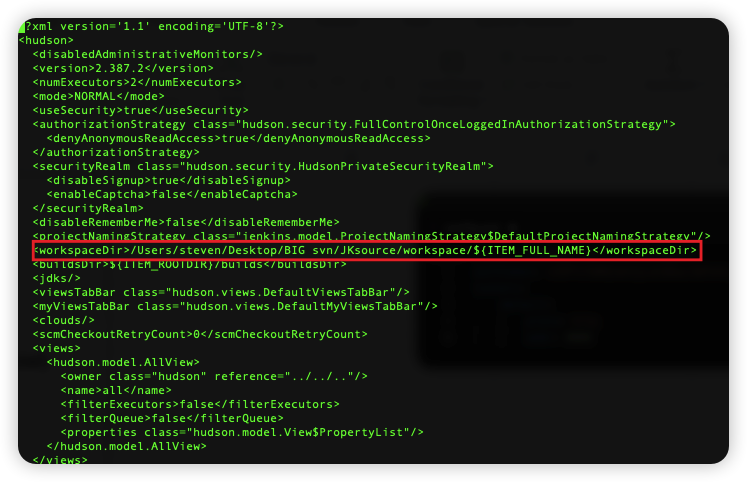 <?xml version='1.1' encoding='UTF-8'?>
<hudson>
<disabledAdministrativeMonitors/>
<version>2.387.2</version>
<numExecutors>2</numExecutors>
<mode>NORMAL</mode>
<useSecurity>true</useSecurity>
<authorizationStrategy class="hudson.security.FullControlOnceLoggedInAuthorizationStrategy">
<denyAnonymousReadAccess>true</denyAnonymousReadAccess>
</authorizationStrategy>
<securityRealm class="hudson.security.HudsonPrivateSecurityRealm">
<disableSignup>true</disableSignup>
<enableCaptcha>false</enableCaptcha>
</securityRealm>
<disableRememberMe>false</disableRememberMe>
<projectNamingStrategy class="jenkins.model.ProjectNamingStrategy$DefaultProjectNamingStrategy"/>
<workspaceDir>/Users/steven/Desktop/BIG svn/JKsource/workspace/${ITEM_FULL_NAME}</workspaceDir>
<buildsDir>${ITEM_ROOTDIR}/builds</buildsDir>
<jdks/>
<viewsTabBar class="hudson.views.DefaultViewsTabBar"/>
<myViewsTabBar class="hudson.views.DefaultMyViewsTabBar"/>
<clouds/>
<scmCheckoutRetryCount>0</scmCheckoutRetryCount>
<views>
<hudson.model.AllView>
<owner class="hudson" reference="../../.."/>
<name>all</name>
<filterExecutors>false</filterExecutors>
<filterQueue>false</filterQueue>
<properties class="hudson.model.View$PropertyList"/>
</hudson.model.AllView>
</views>